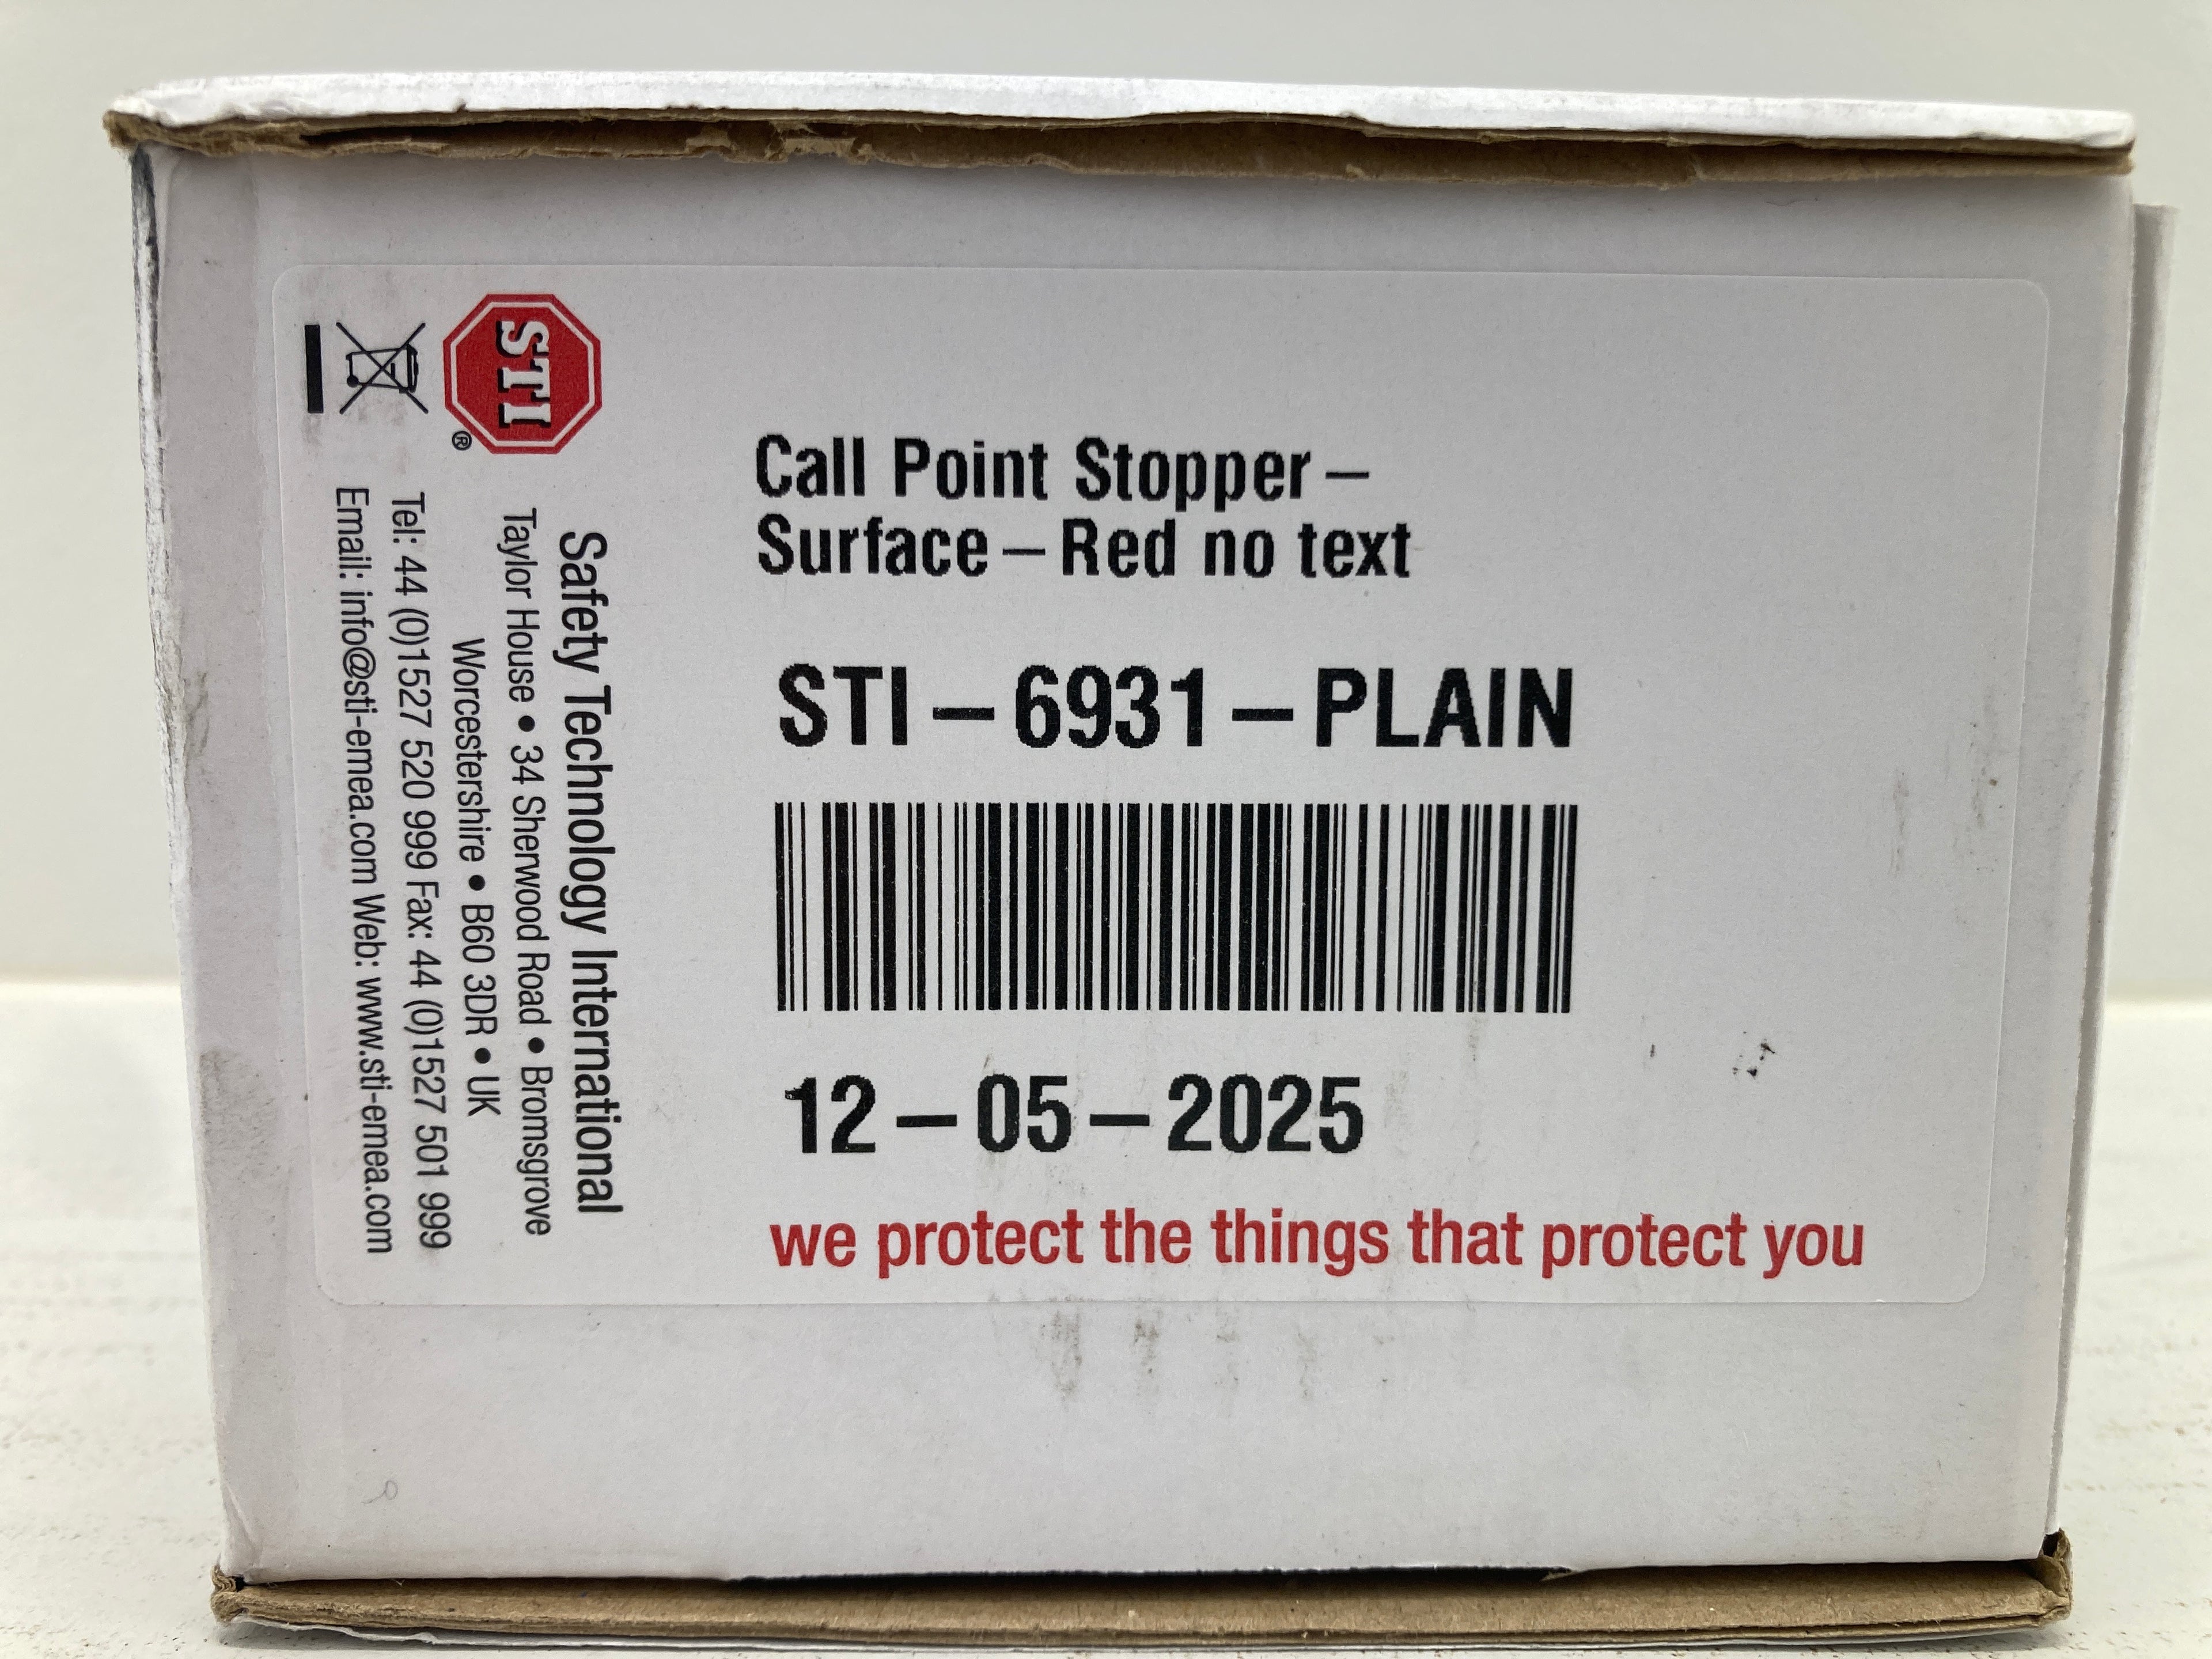 Call Point Stopper –
Surface – Red no text
STI – 6931 – PLAIN
12 – 05 – 2025
we protect the things that protect you
STI®
Safety Technology International
Taylor House • 34 Sherwood Road • Bromsgrove
Worcestershire • B60 3DR • UK
Tel: 44 (0)1527 520 999 Fax: 44 (0)1527 501 999
Email: info@sti-emea.com Web: www.sti-emea.com